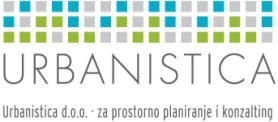 URBANISTICA
Urbanistica d.o.o. · za prostorno planiranje i konzalting